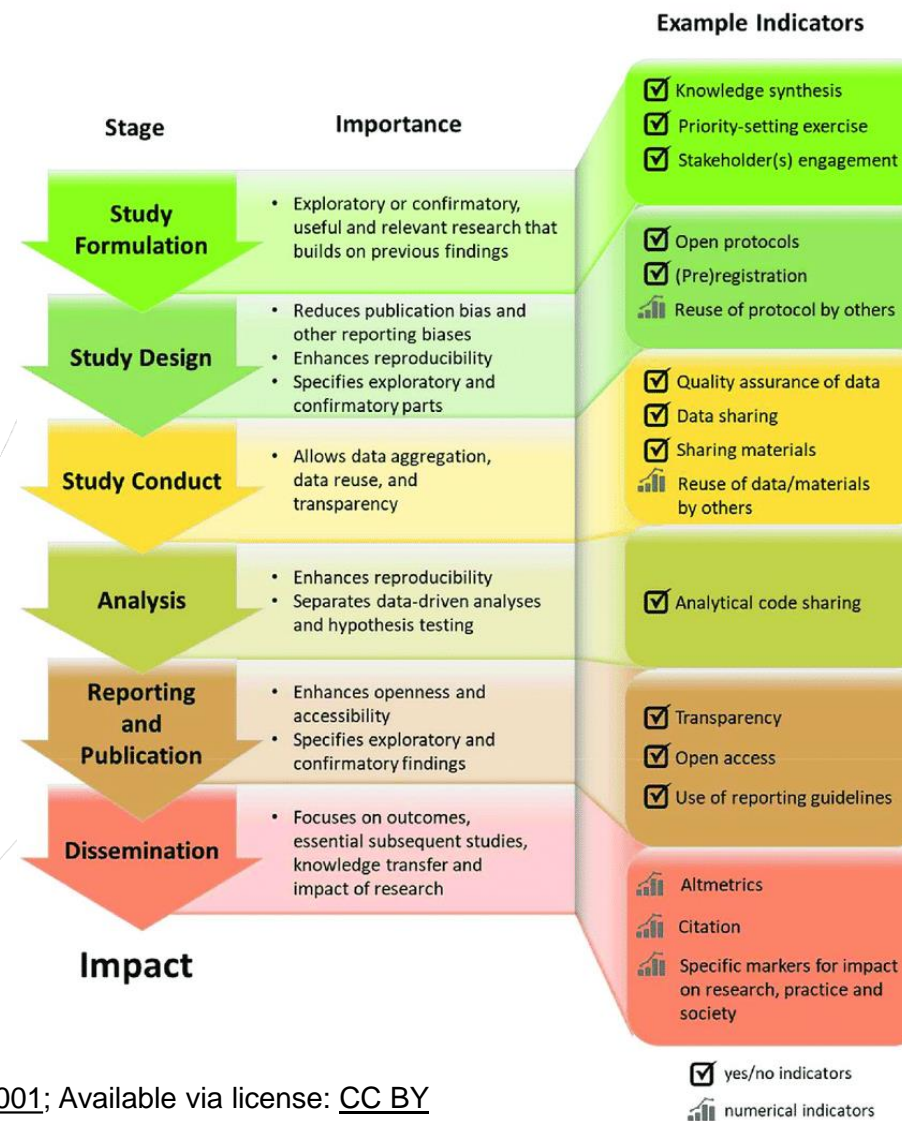 Example Indicators
Stage
Importance
Knowledge synthesis
Priority-setting exercise
Stakeholder(s) engagement
Study
Formulation
• Exploratory or confirmatory,
useful and relevant research that
builds on previous findings
Open protocols
(Pre)registration
Reuse of protocol by others
Study Design
• Reduces publication bias and
other reporting biases
• Enhances reproducibility
• Specifies exploratory and
confirmatory parts
Quality assurance of data
Data sharing
Sharing materials
Reuse of data/materials
by others
Study Conduct
• Allows data aggregation,
data reuse, and
transparency
Analysis
• Enhances reproducibility
• Separates data-driven analyses
and hypothesis testing
Analytical code sharing
Reporting
and
Publication
• Enhances openness and
accessibility
• Specifies exploratory and
confirmatory findings
Transparency
Open access
Use of reporting guidelines
Dissemination
• Focuses on outcomes,
essential subsequent studies,
knowledge transfer and
impact of research
Altmetrics
Citation
Specific markers for impact
on research, practice and
society
Impact
yes/no indicators
numerical indicators
001; Available via license: CC BY